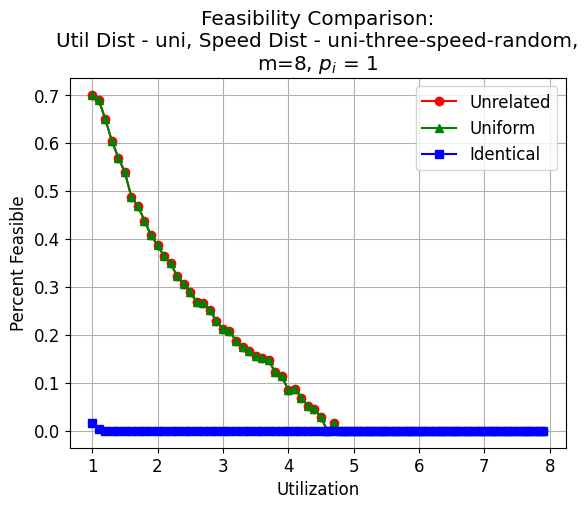 Feasibility Comparison:
Util Dist - uni, Speed Dist - uni-three-speed-random,
m=8, p_i = 1
Unrelated
Uniform
Identical
Percent Feasible
0.7
0.6
0.5
0.4
0.3
0.2
0.1
0.0
1 2 3 4 5 6 7 8
Utilization